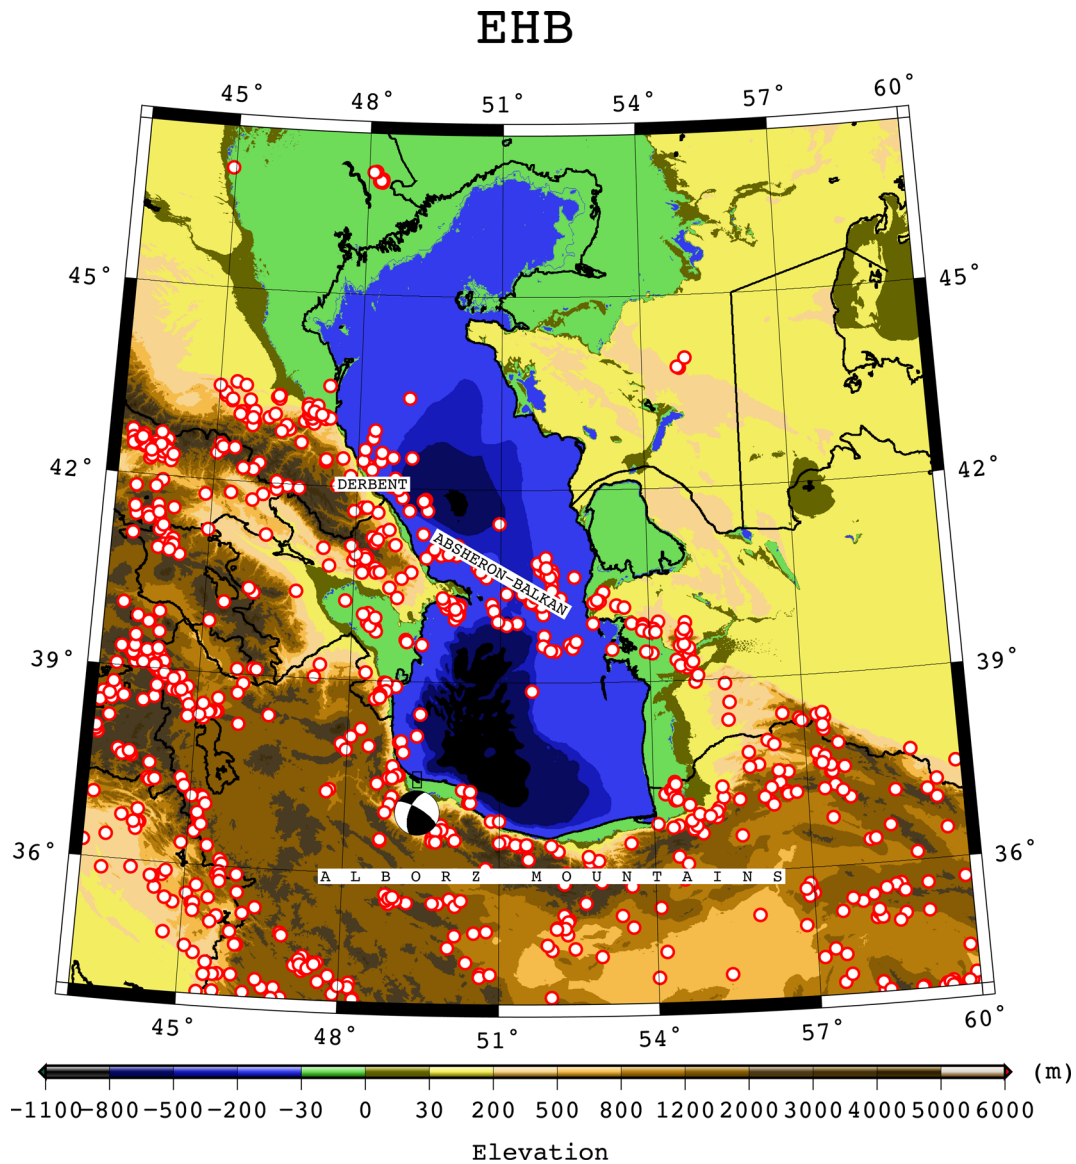 EHB
45° 48° 51° 54° 57° 60°
45° 45°
42° 42°
DERBENT
ABSHERON-BALKAN
39° 39°
36° 36°
ALBORZ MOUNTAINS
45° 48° 51° 54° 57° 60°
(m)
-1100 -800 -500 -200 -30 0 30 200 500 800 1200 2000 3000 4000 5000 6000
Elevation